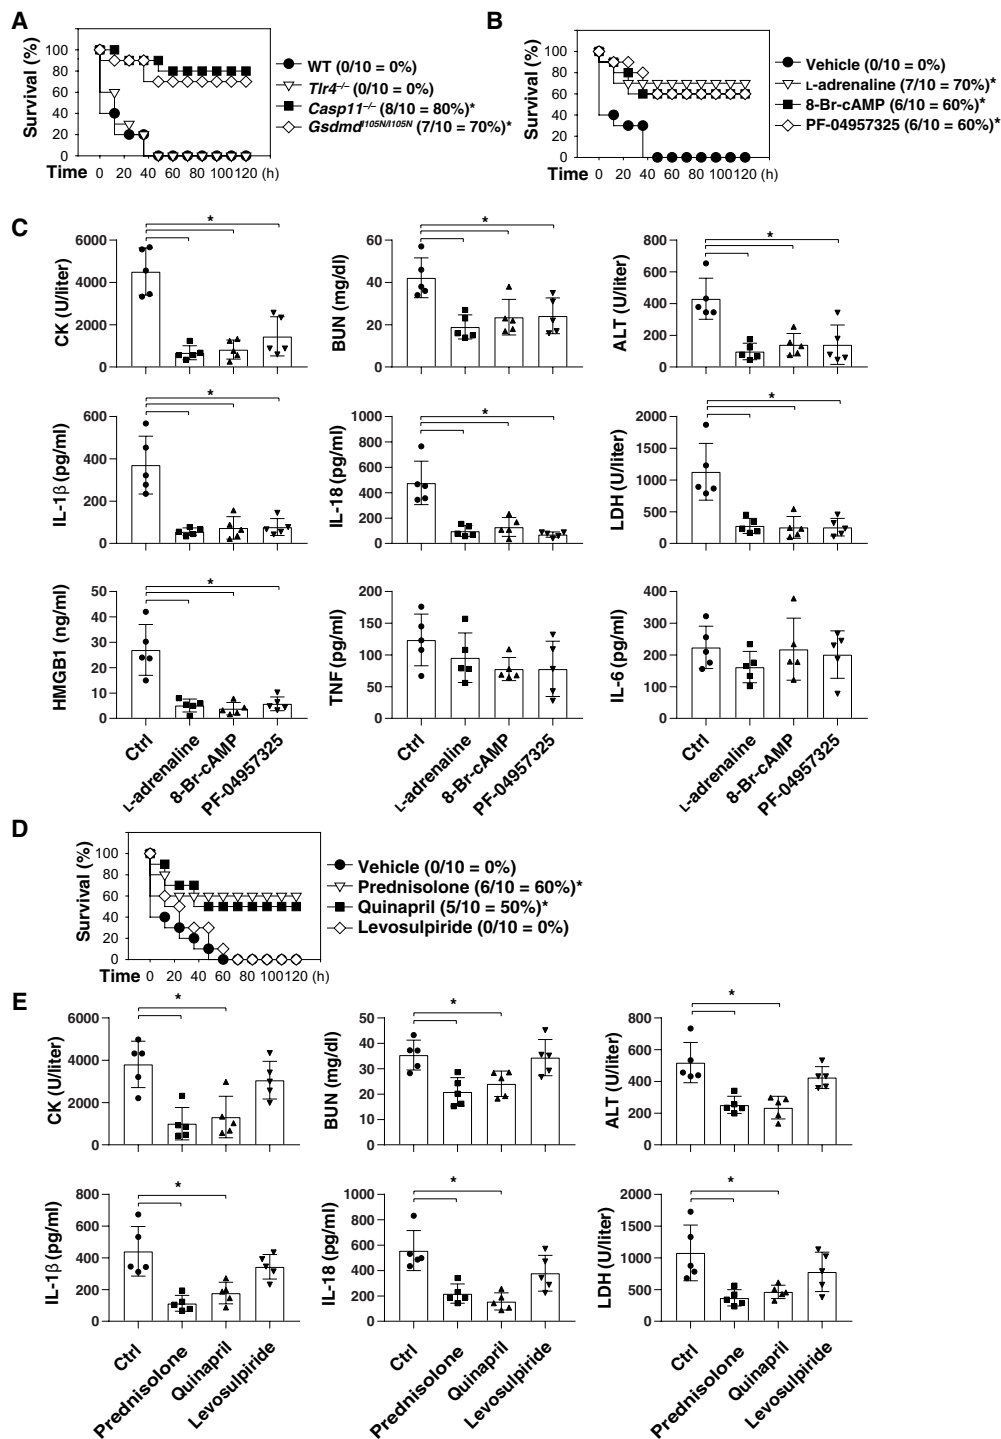 A
Survival (%)
100
80
60
40
20
0
Time 0 20 40 60 80 100 120 (h)
WT (0/10 = 0%)
Tlr4–/– (0/10 = 0%)
Casp11–/– (8/10 = 80%)*
GsdmdI105N/I105N (7/10 = 70%)*
B
Survival (%)
100
80
60
40
20
0
Time 0 20 40 60 80 100 120 (h)
Vehicle (0/10 = 0%)
L-adrenaline (7/10 = 70%)*
8-Br-cAMP (6/10 = 60%)*
PF-04957325 (6/10 = 60%)*
C
CK (U/liter)
6000
4000
2000
0
*
BUN (mg/dl)
60
40
20
0
*
ALT (U/liter)
800
600
400
200
0
*
IL-1β (pg/ml)
600
400
200
0
*
IL-18 (pg/ml)
1000
800
600
400
200
0
*
LDH (U/liter)
2000
1500
1000
500
0
*
HMGB1 (ng/ml)
50
40
30
20
10
0
*
Ctrl
L-adrenaline
8-Br-cAMP
PF-04957325
TNF (pg/ml)
200
150
100
50
0
Ctrl
L-adrenaline
8-Br-cAMP
PF-04957325
IL-6 (pg/ml)
400
300
200
100
0
Ctrl
L-adrenaline
8-Br-cAMP
PF-04957325
D
Survival (%)
100
80
60
40
20
0
Time 0 20 40 60 80 100 120 (h)
Vehicle (0/10 = 0%)
Prednisolone (6/10 = 60%)*
Quinapril (5/10 = 50%)*
Levosulpiride (0/10 = 0%)
E
CK (U/liter)
6000
4000
2000
0
*
BUN (mg/dl)
50
40
30
20
10
0
*
ALT (U/liter)
800
600
400
200
0
*
IL-1β (pg/ml)
800
600
400
200
0
*
Ctrl
Prednisolone
Quinapril
Levosulpiride
IL-18 (pg/ml)
1000
800
600
400
200
0
*
Ctrl
Prednisolone
Quinapril
Levosulpiride
LDH (U/liter)
2000
1500
1000
500
0
*
Ctrl
Prednisolone
Quinapril
Levosulpiride